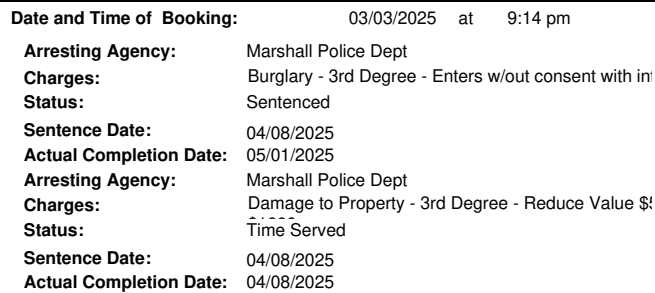 Date and Time of Booking: 03/03/2025 at 9:14 pm
Arresting Agency: Marshall Police Dept
Charges: Burglary - 3rd Degree - Enters w/out consent with
Status: Sentenced
Sentence Date: 04/08/2025
Actual Completion Date: 05/01/2025
Arresting Agency: Marshall Police Dept
Charges: Damage to Property - 3rd Degree - Reduce Value
Status: Time Served
Sentence Date: 04/08/2025
Actual Completion Date: 04/08/2025